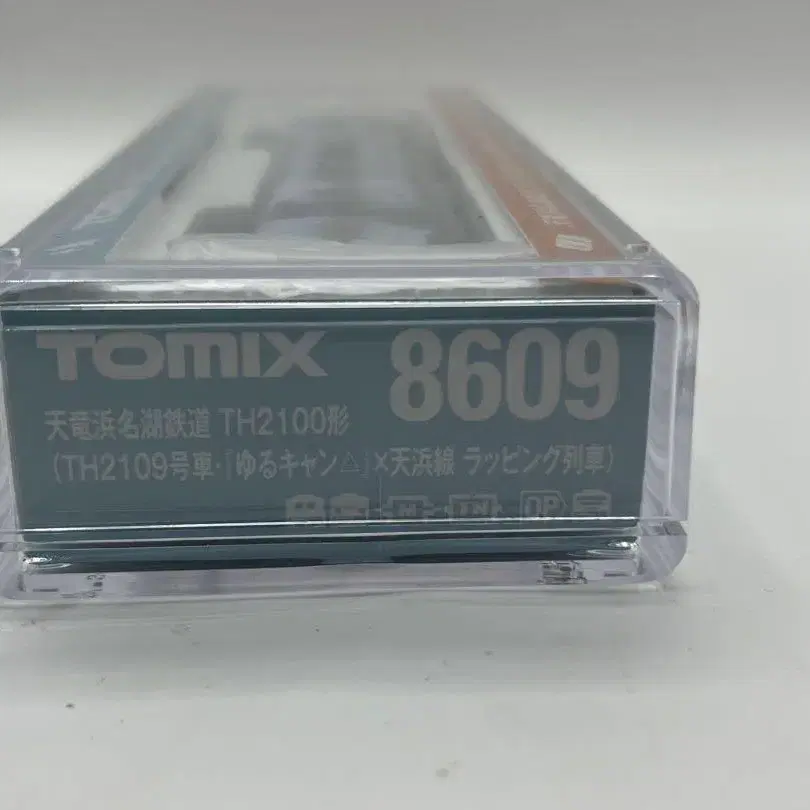 TOMIX 8609
天竜浜名湖鉄道 TH2100形
(TH2109号車・「ゆるキャン△」×天浜線 ラッピング列車)